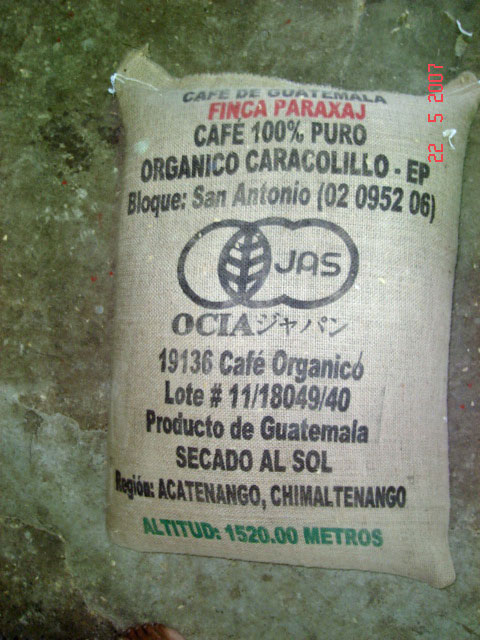 CAFÉ DE GUATEMALA
FINCA PARAXAJ
CAFÉ 100% PURO
ORGANICO CARACOLILLO - EP
Bloque: San Antonio (02 0952 06)
JAS
OCIAジャパン
19136 Café Organico
Lote # 11/18049/40
Producto de Guatemala
SECADO AL SOL
Región: ACATENANGO, CHIMALTENANGO
ALTITUD: 1520.00 METROS
22 5 2007